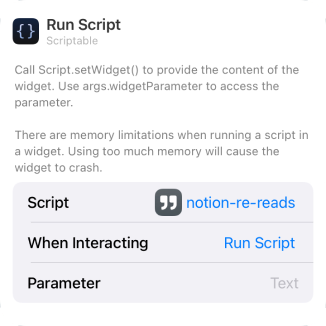 {}
Run Script
Scriptable
Call Script.setWidget() to provide the content of the
widget. Use args.widgetParameter to access the
parameter.
There are memory limitations when running a script in
a widget. Using too much memory will cause the
widget to crash.
Script notion-re-reads
When Interacting Run Script
Parameter Text